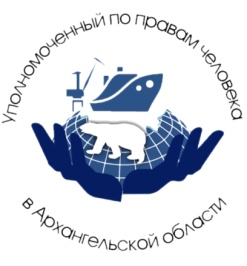 Уполномоченный по правам человека
в Архангельской области